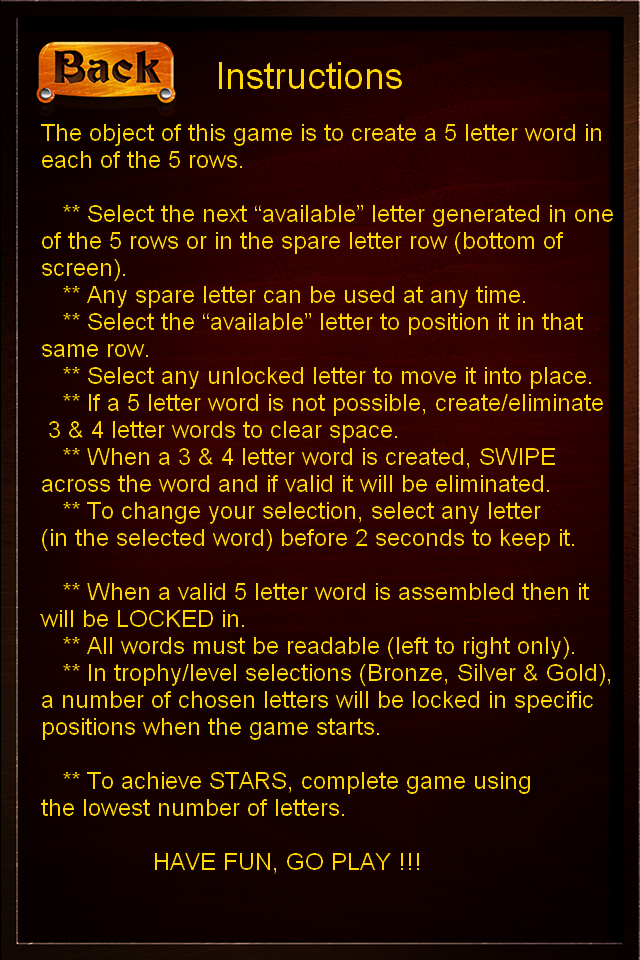 Back
Instructions
The object of this game is to create a 5 letter word in
each of the 5 rows.
** Select the next “available” letter generated in one
of the 5 rows or in the spare letter row (bottom of
screen).
** Any spare letter can be used at any time.
** Select the “available” letter to position it in that
same row.
** Select any unlocked letter to move it into place.
** If a 5 letter word is not possible, create/eliminate
3 & 4 letter words to clear space.
** When a 3 & 4 letter word is created, SWIPE
across the word and if valid it will be eliminated.
** To change your selection, select any letter
(in the selected word) before 2 seconds to keep it.
** When a valid 5 letter word is assembled then it
will be LOCKED in.
** All words must be readable (left to right only).
** In trophy/level selections (Bronze, Silver & Gold),
a number of chosen letters will be locked in specific
positions when the game starts.
** To achieve STARS, complete game using
the lowest number of letters.
HAVE FUN, GO PLAY !!!